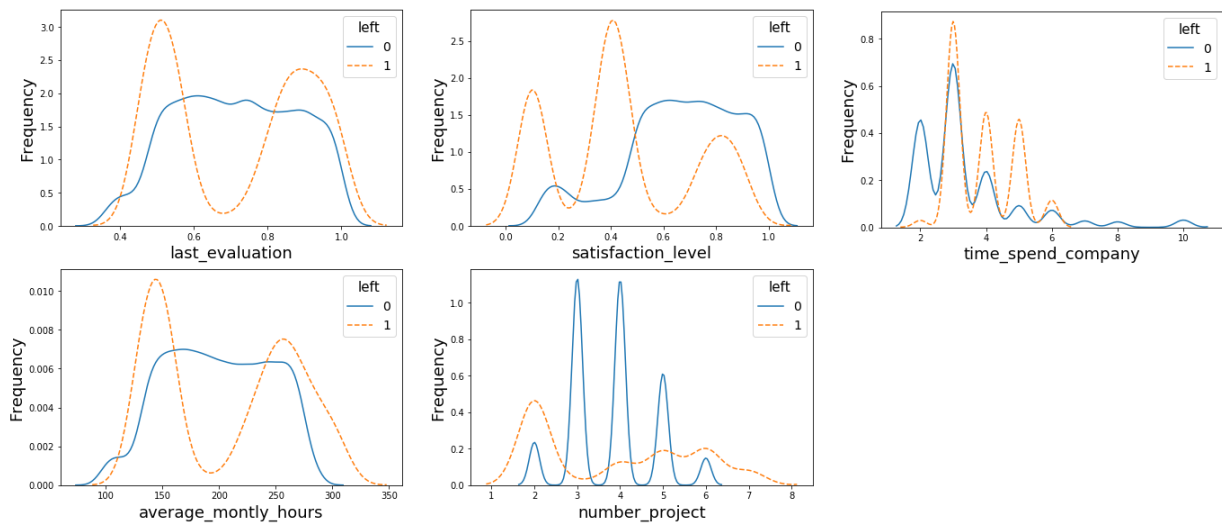 Frequency
3.0
2.5
2.0
1.5
1.0
0.5
0.0
0.4 0.6 0.8 1.0
last_evaluation
left
0
1
Frequency
2.5
2.0
1.5
1.0
0.5
0.0
0.0 0.2 0.4 0.6 0.8 1.0
satisfaction_level
left
0
1
Frequency
0.8
0.6
0.4
0.2
0.0
2 4 6 8 10
time_spend_company
left
0
1
Frequency
0.010
0.008
0.006
0.004
0.002
0.000
100 150 200 250 300 350
average_montly_hours
left
0
1
Frequency
1.0
0.8
0.6
0.4
0.2
0.0
1 2 3 4 5 6 7 8
number_project
left
0
1